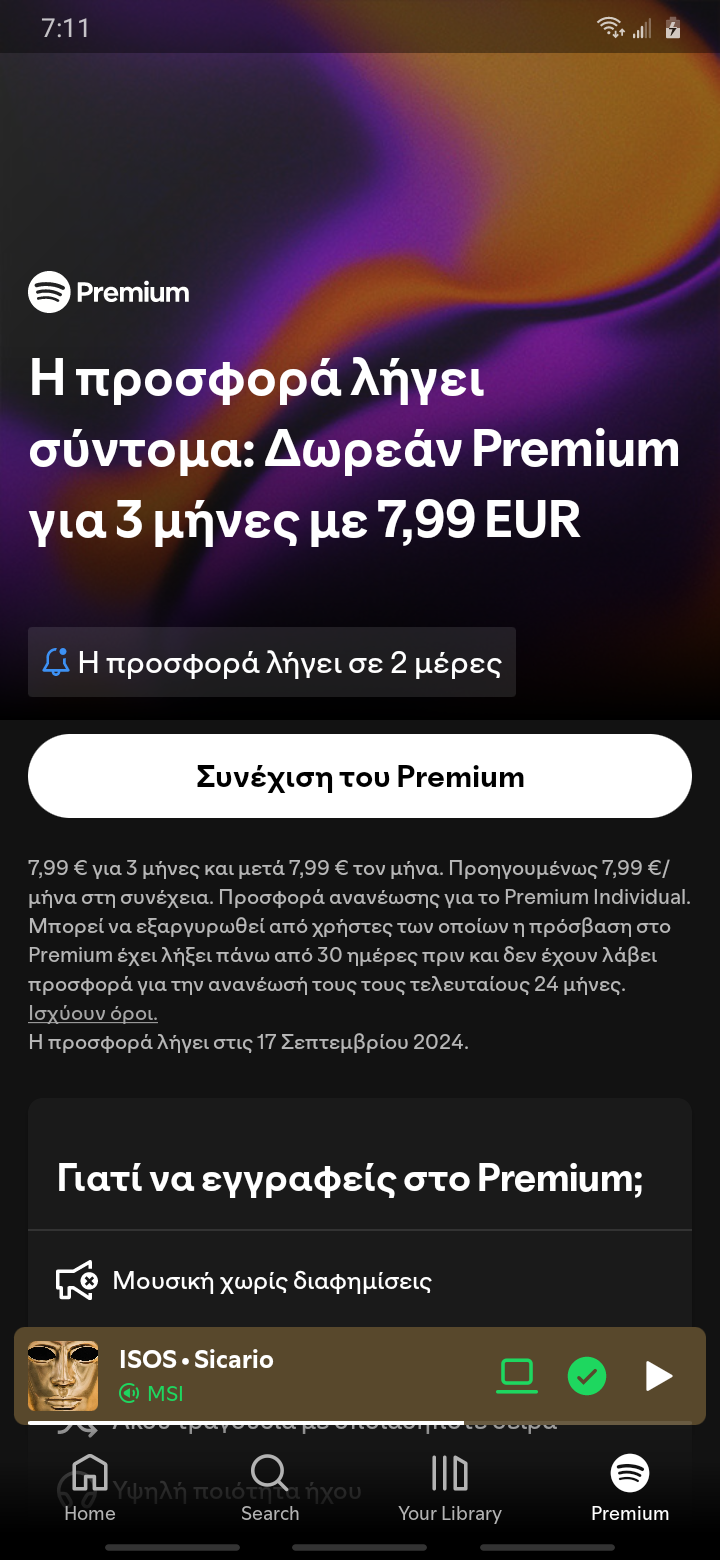 7:11
Premium
Η προσφορά λήγει
σύντομα: Δωρεάν Premium
για 3 μήνες με 7,99 EUR
Η προσφορά λήγει σε 2 μέρες
Συνέχιση του Premium
7,99 € για 3 μήνες και μετά 7,99 € τον μήνα. Προηγουμένως 7,99 €/
μήνα στη συνέχεια. Προσφορά ανανέωσης για το Premium Individual.
Μπορεί να εξαργυρωθεί από χρήστες των οποίων η πρόσβαση στο
Premium έχει λήξει πάνω από 30 ημέρες πριν και δεν έχουν λάβει
προσφορά για την ανανέωσή τους τους τελευταίους 24 μήνες.
Ισχύουν όροι.
Η προσφορά λήγει στις 17 Σεπτεμβρίου 2024.
Γιατί να εγγραφείς στο Premium;
Μουσική χωρίς διαφημίσεις
ISOS • Sicario
MSI
Υψηλή ποιότητα ήχου
Home
Search
Your Library
Premium